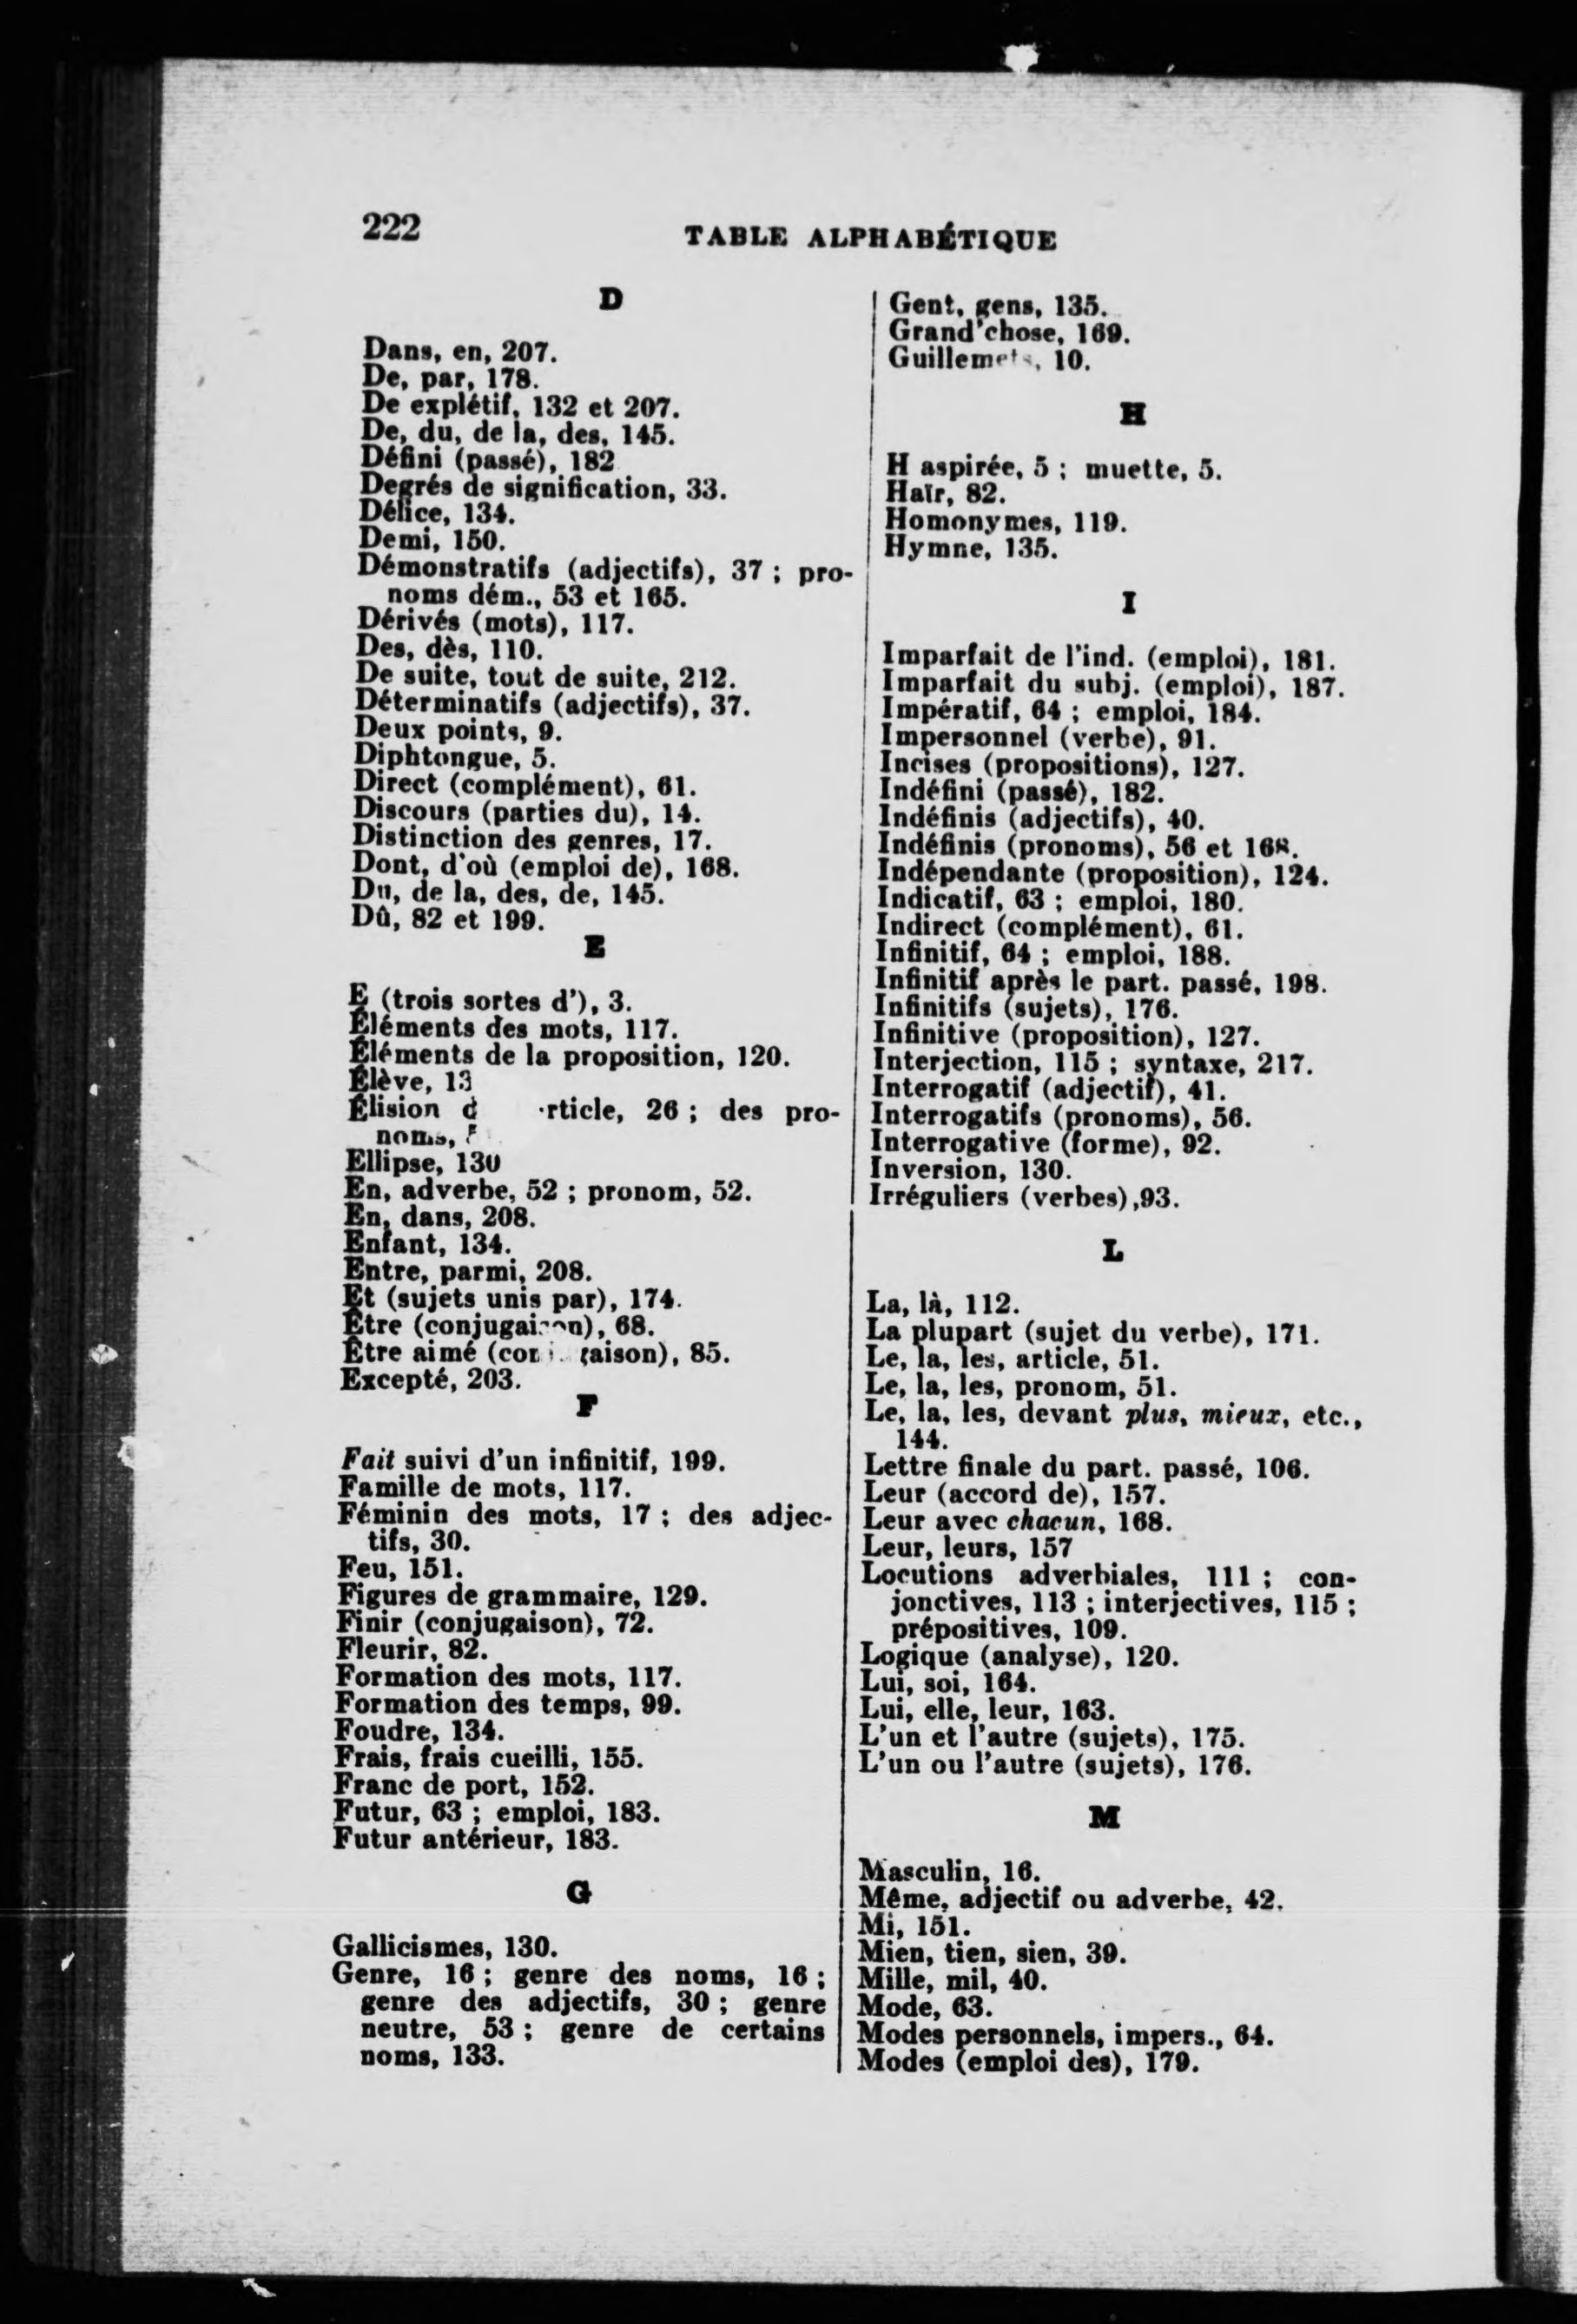 222
TABLE ALPHABÉTIQUE
D
Dans, en, 207.
De, par, 178.
De explétif, 132 et 207.
De, du, de la, des, 145.
Défini (passé), 182
Degrés de signification, 33.
Délice, 134.
Demi, 150.
Démonstratifs (adjectifs), 37 ; pro-
noms dém., 53 et 165.
Dérivés (mots), 117.
Des, dès, 110.
De suite, tout de suite, 212.
Déterminatifs (adjectifs), 37.
Deux points, 9.
Diphtongue, 5.
Direct (complément), 61.
Discours (parties du), 14.
Distinction des genres, 17.
Dont, d'où (emploi de), 168.
Du, de la, des, de, 145.
Dû, 82 et 199.
E
E (trois sortes d'), 3.
Éléments des mots, 117.
Éléments de la proposition, 120.
Élève,
Élision 26 ; des pro-
noms,
Ellipse, 130
En, adverbe, 52 ; pronom, 52.
En, dans, 208.
Enfant, 134.
Entre, parmi, 208.
Et (sujets unis par), 174.
Être (conjugaison), 68.
Être aimé 85.
Excepté, 203.
F
Fait suivi d'un infinitif, 199.
Famille de mots, 117.
Féminin des mots, 17 ; des adjec-
tifs, 30.
Feu, 151.
Figures de grammaire, 129.
Finir (conjugaison), 72.
Fleurir, 82.
Formation des mots, 117.
Formation des temps, 99.
Foudre, 134.
Frais, frais cueilli, 155.
Franc de port, 152.
Futur, 63 ; emploi, 183.
Futur antérieur, 183.
G
Gallicismes, 130.
Genre, 16 ; genre des noms, 16 ;
genre des adjectifs, 30 ; genre
neutre, 53 ; genre de certains
noms, 133.
Gent, gens, 135.
Grand'chose, 169.
Guillemets, 10.
H
H aspirée, 5 ; muette, 5.
Haïr, 82.
Homonymes, 119.
Hymne, 135.
I
Imparfait de l'ind. (emploi), 181.
Imparfait du subj. (emploi), 187.
Impératif, 64 ; emploi, 184.
Impersonnel (verbe), 91.
Incises (propositions), 127.
Indéfini (passé), 182.
Indéfinis (adjectifs), 40.
Indéfinis (pronoms), 56 et 168.
Indépendante (proposition), 124.
Indicatif, 63 ; emploi, 180.
Indirect (complément), 61.
Infinitif, 64 ; emploi, 188.
Infinitif après le part. passé, 198.
Infinitifs (sujets), 176.
Infinitive (proposition), 127.
Interjection, 115 ; syntaxe, 217.
Interrogatif (adjectif), 41.
Interrogatifs (pronoms), 56.
Interrogative (forme), 92.
Inversion, 130.
Irréguliers (verbes),93.
L
La, là, 112.
La plupart (sujet du verbe), 171.
Le, la, les, article, 51.
Le, la, les, pronom, 51.
Le, la, les, devant plus, mieux, etc.,
144.
Lettre finale du part. passé, 106.
Leur (accord de), 157.
Leur avec chacun, 168.
Leur, leurs, 157
Locutions adverbiales, 111 ; con-
jonctives, 113 ; interjectives, 115 ;
prépositives, 109.
Logique (analyse), 120.
Lui, soi, 164.
Lui, elle, leur, 163.
L'un et l'autre (sujets), 175.
L'un ou l'autre (sujets), 176.
M
Masculin, 16.
Même, adjectif ou adverbe, 42.
Mi, 151.
Mien, tien, sien, 39.
Mille, mil, 40.
Mode, 63.
Modes personnels, impers., 64.
Modes (emploi des), 179.